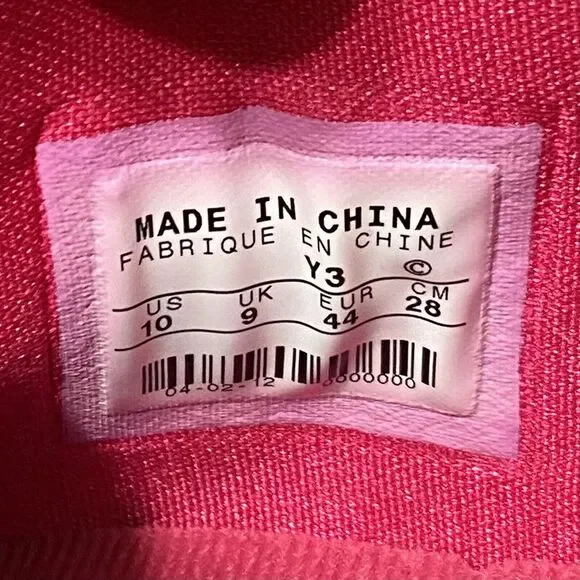 MADE IN CHINA
FABRIQUE EN CHINE
Y3 ©
US UK EUR CM
10 9 44 28
04-02-12 0000000